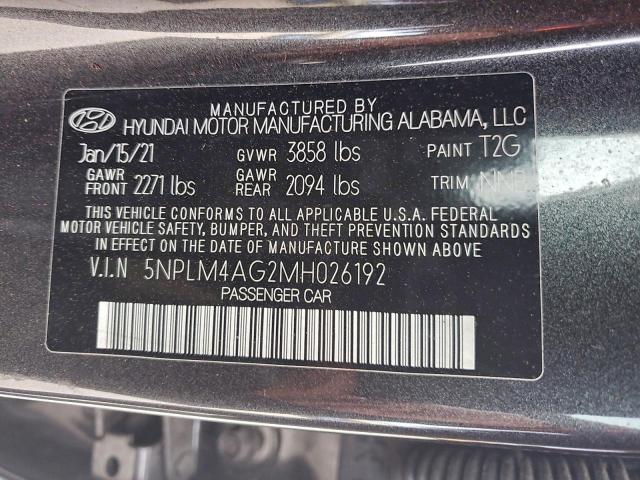 MANUFACTURED BY
HYUNDAI MOTOR MANUFACTURING ALABAMA, LLC
Jan/15/21 GVWR 3858 lbs PAINT T2G
GAWR FRONT 2271 lbs GAWR REAR 2094 lbs TRIM NNB
THIS VEHICLE CONFORMS TO ALL APPLICABLE U.S.A. FEDERAL
MOTOR VEHICLE SAFETY, BUMPER, AND THEFT PREVENTION STANDARDS
IN EFFECT ON THE DATE OF MANUFACTURE SHOWN ABOVE.
V.I.N 5NPLM4AG2MH026192
PASSENGER CAR